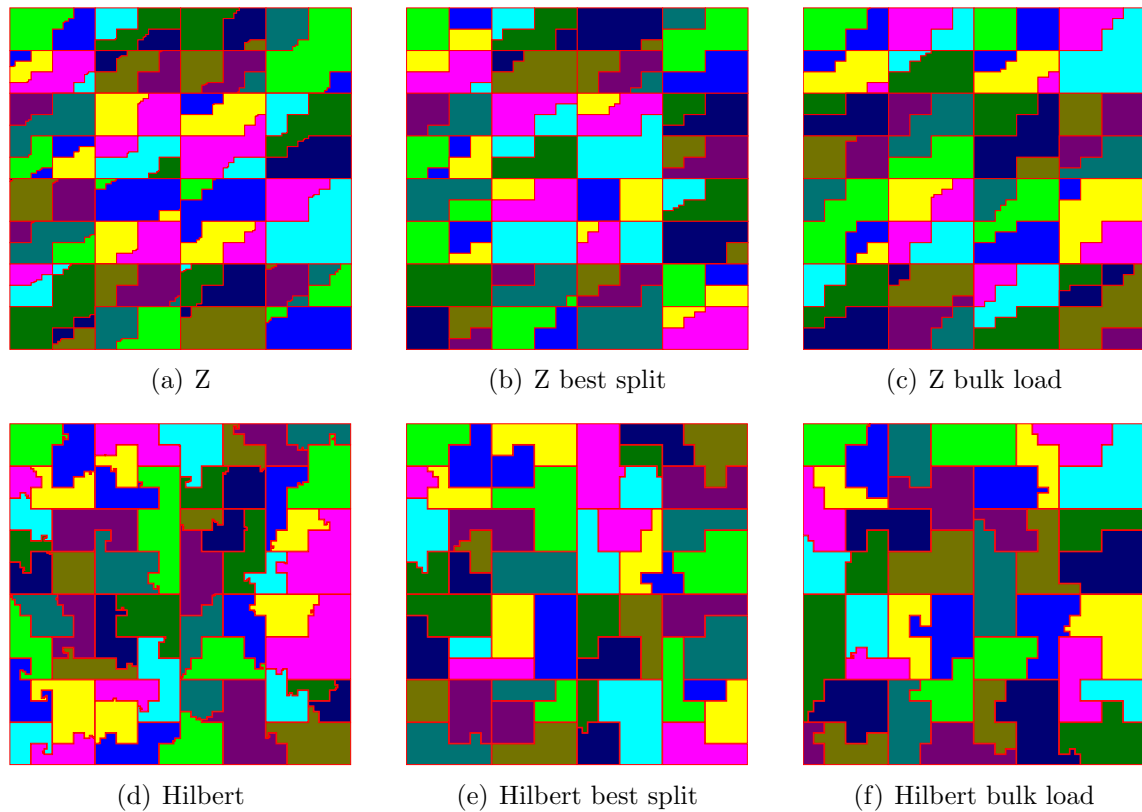 (a) Z
(b) Z best split
(c) Z bulk load
(d) Hilbert
(e) Hilbert best split
(f) Hilbert bulk load